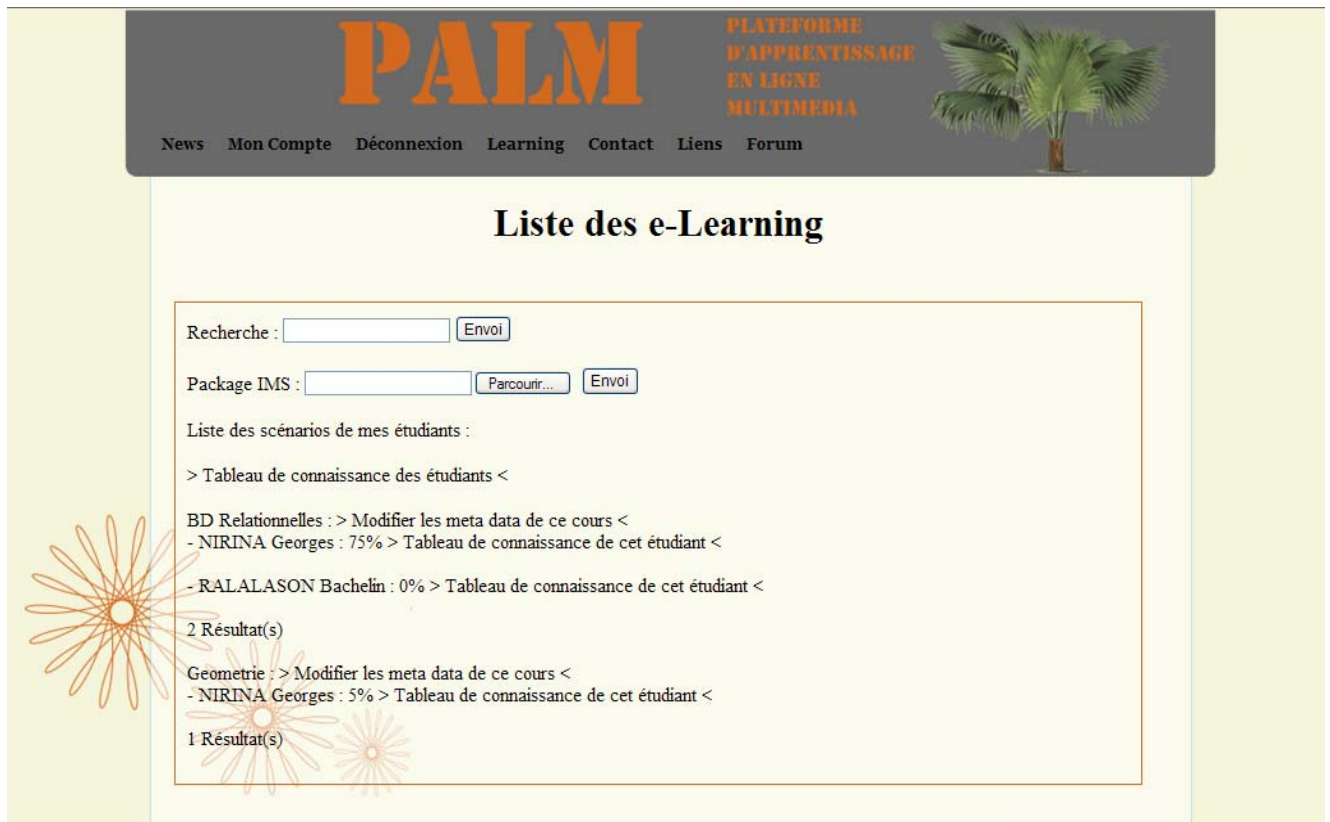 PALM
PLATEFORME
D'APPRENTISSAGE
EN LIGNE
MULTIMEDIA
News Mon Compte Déconnexion Learning Contact Liens Forum
Liste des e-Learning
Recherche : Envoi
Package IMS : Parcourir... Envoi
Liste des scénarios de mes étudiants :
> Tableau de connaissance des étudiants <
BD Relationnelles : > Modifier les meta data de ce cours <
- NIRINA Georges : 75% > Tableau de connaissance de cet étudiant <
- RALALASON Bachelin : 0% > Tableau de connaissance de cet étudiant <
2 Résultat(s)
Geometrie : > Modifier les meta data de ce cours <
- NIRINA Georges : 5% > Tableau de connaissance de cet étudiant <
1 Résultat(s)